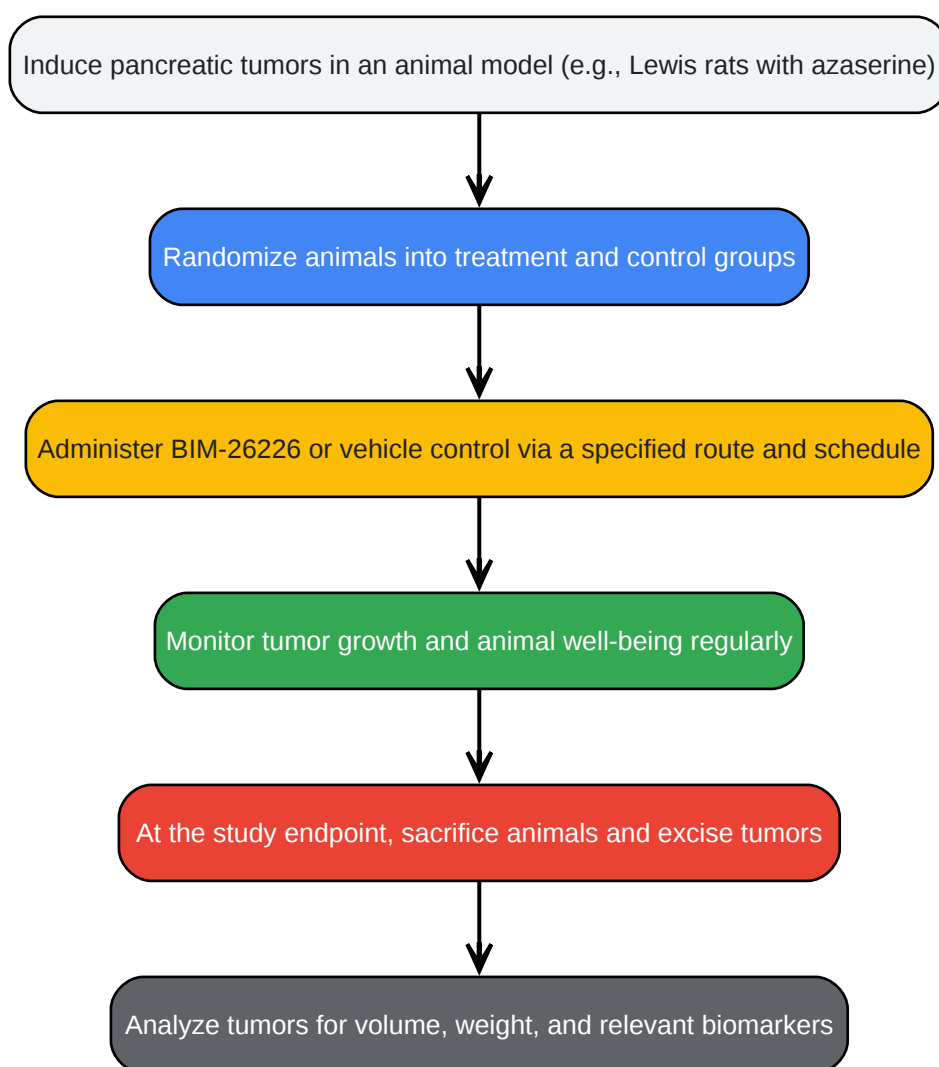 Induce pancreatic tumors in an animal model (e.g., Lewis rats with azaserine)
Randomize animals into treatment and control groups
Administer BIM-26226 or vehicle control via a specified route and schedule
Monitor tumor growth and animal well-being regularly
At the study endpoint, sacrifice animals and excise tumors
Analyze tumors for volume, weight, and relevant biomarkers